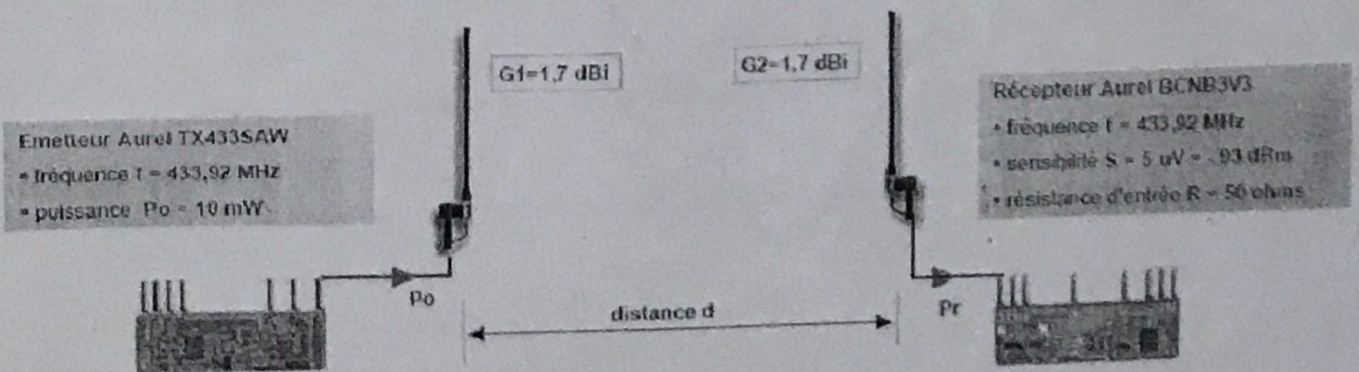 G1=1,7 dBi
G2=1,7 dBi
Emetteur Aurel TX433SAW
• fréquence f = 433,92 MHz
• puissance Po = 10 mW
Récepteur Aurel BCNB3V3
• fréquence f = 433,92 MHz
• sensibilité S = 5 uV = - 93 dBm
• résistance d'entrée R = 50 ohms
Po
distance d
Pr